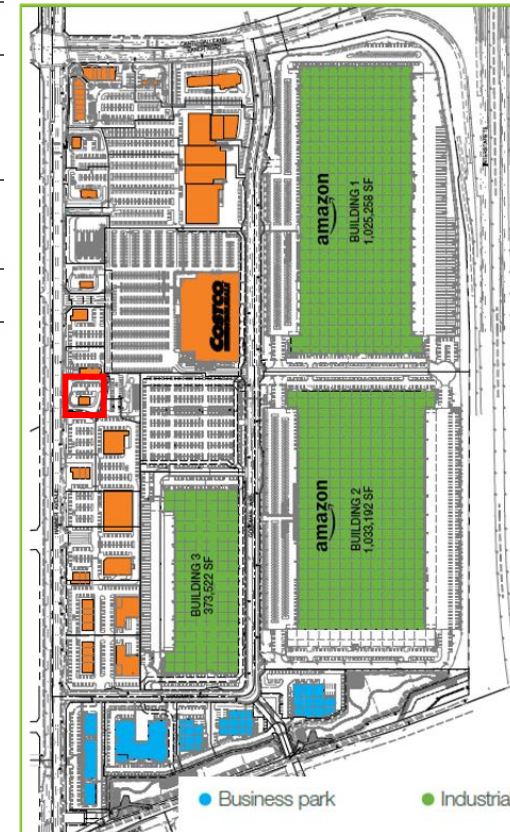 COSTCO
WHOLESALE
amazon
BUILDING 1
1,025,258 SF
amazon
BUILDING 2
1,033,192 SF
BUILDING 3
373,522 SF
Business park
Industria